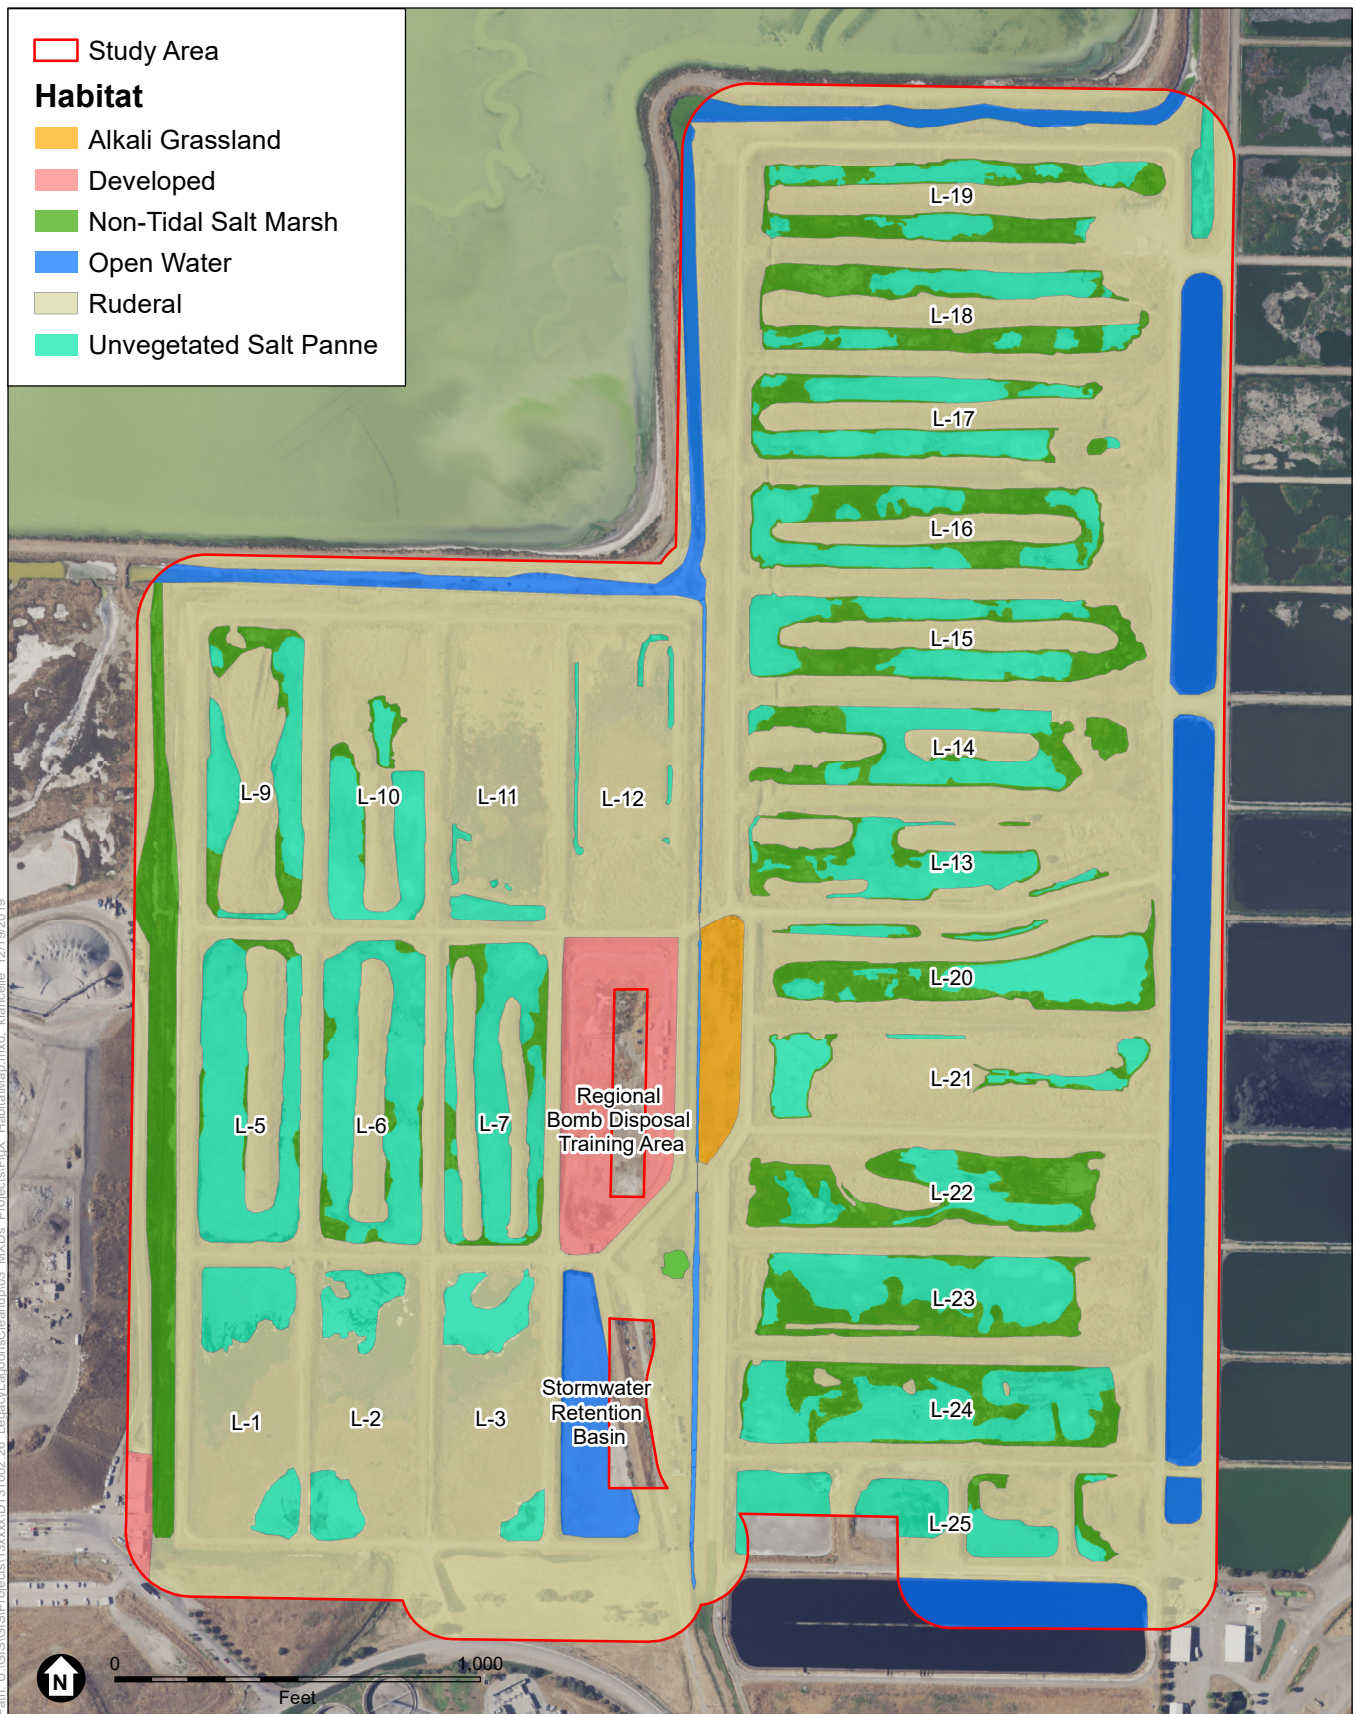 Study Area
Habitat
Alkali Grassland
Developed
Non-Tidal Salt Marsh
Open Water
Ruderal
Unvegetated Salt Panne
L-19
L-18
L-17
L-16
L-15
L-14
L-13
L-9
L-10
L-11
L-12
L-20
L-21
L-5
L-6
L-7
Regional
Bomb Disposal
Training Area
L-22
L-23
L-1
L-2
L-3
Stormwater
Retention
Basin
L-24
L-25
N
0
1,000
Feet